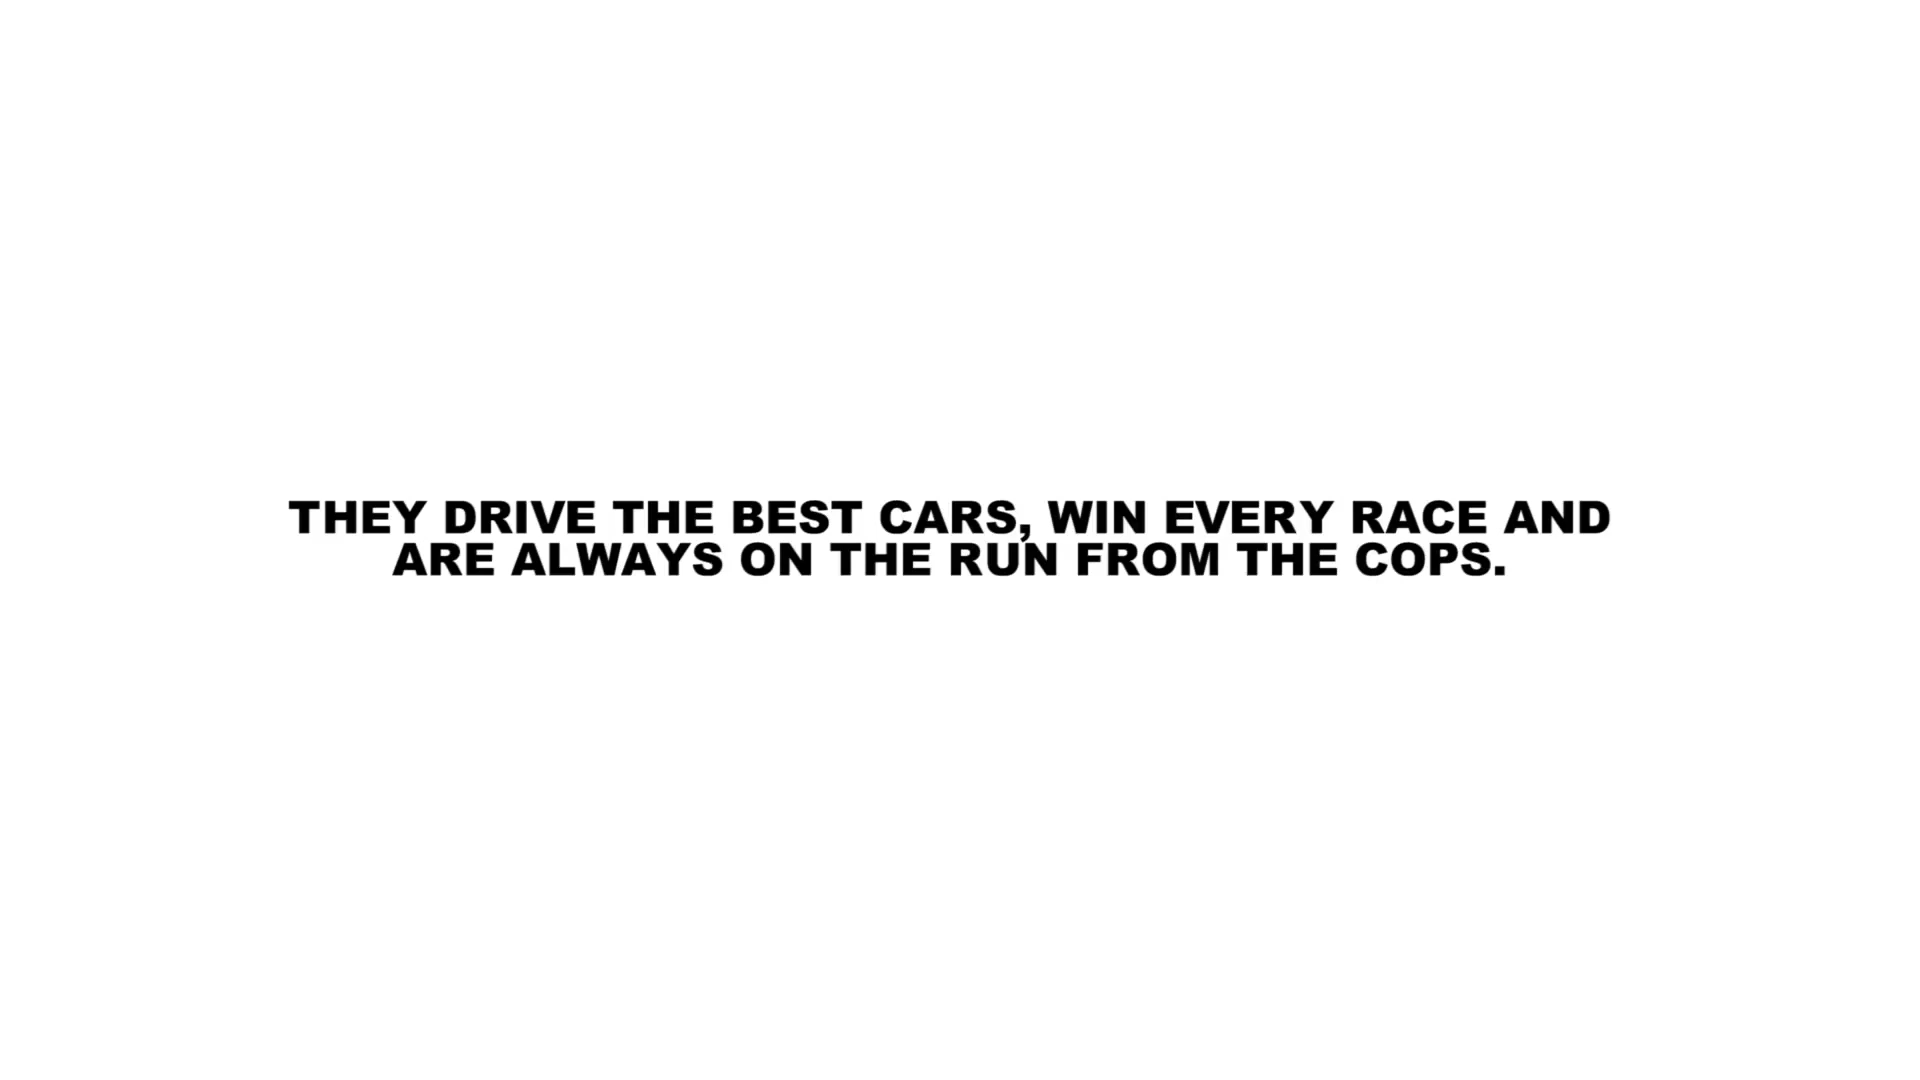 THEY DRIVE THE BEST CARS, WIN EVERY RACE AND
ARE ALWAYS ON THE RUN FROM THE COPS.